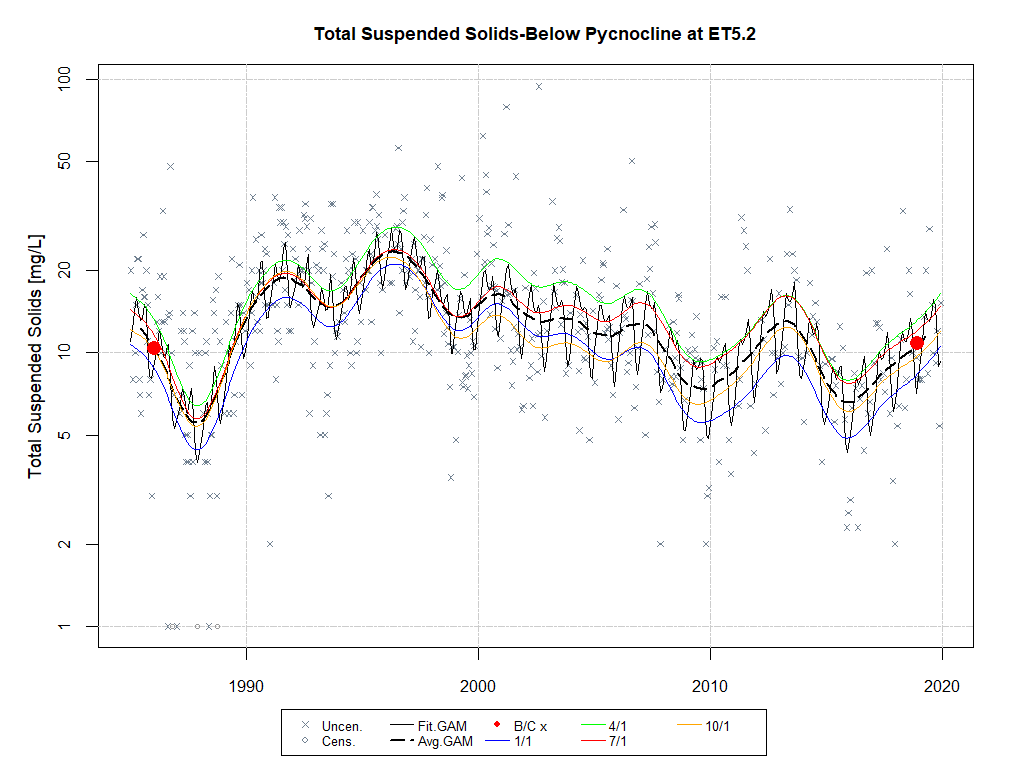 Total Suspended Solids-Below Pycnocline at ET5.2
Total Suspended Solids [mg/L]
100
50
20
10
5
2
1
1990 2000 2010 2020
Uncen. Fit.GAM B/C x 4/1 10/1
Cens. Avg.GAM 1/1 7/1